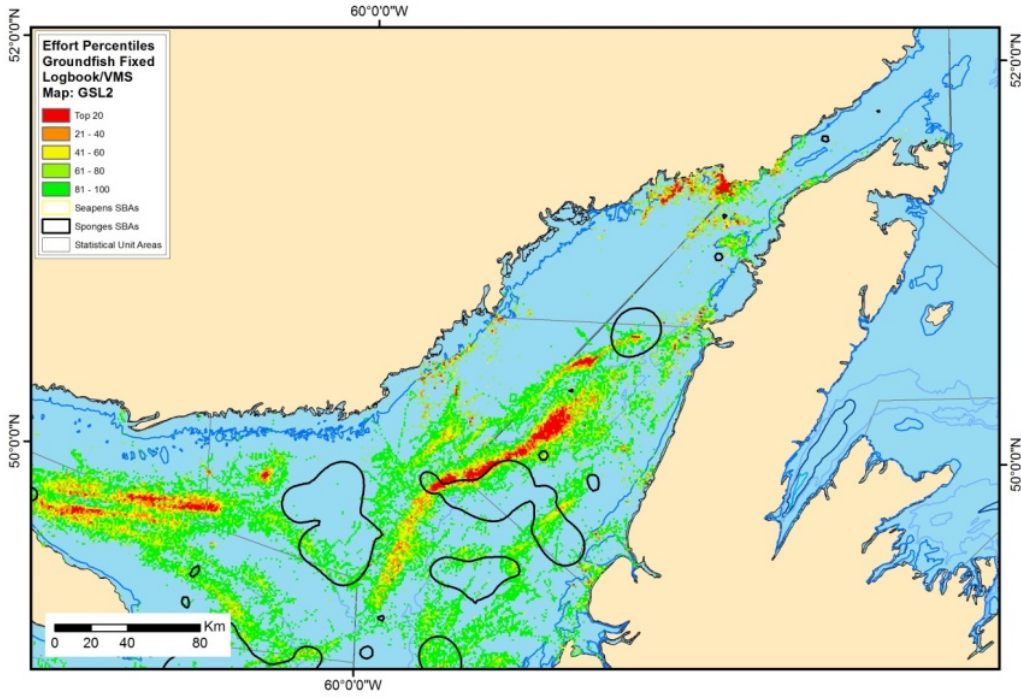 60°0'0"W
52°0'0"N
52°0'0"N
Effort Percentiles
Groundfish Fixed
Logbook/VMS
Map: GSL2
Top 20
21 - 40
41 - 60
61 - 80
81 - 100
Seapens SBAs
Sponges SBAs
Statistical Unit Areas
50°0'0"N
50°0'0"N
Km
0 20 40 80
60°0'0"W